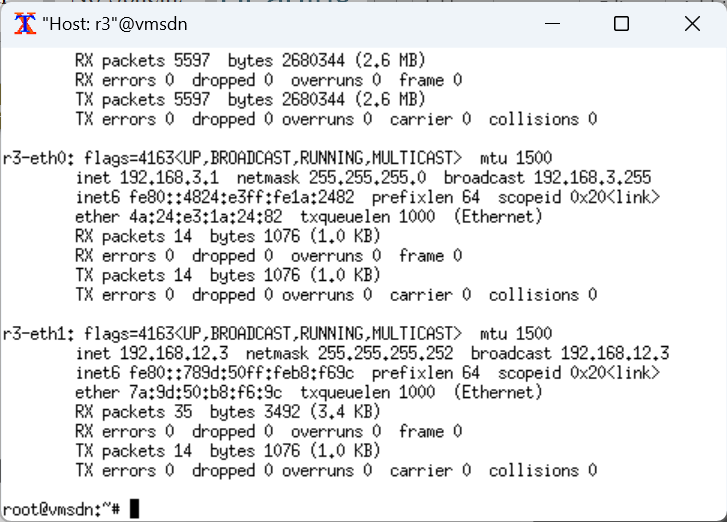 "Host: r3"@vmsdn
RX packets 5597  bytes 2680344 (2.6 MB)
RX errors 0  dropped 0  overruns 0  frame 0
TX packets 5597  bytes 2680344 (2.6 MB)
TX errors 0  dropped 0 overruns 0  carrier 0  collisions 0
r3-eth0: flags=4163<UP,BROADCAST,RUNNING,MULTICAST>  mtu 1500
inet 192.168.3.1  netmask 255.255.255.0  broadcast 192.168.3.255
inet6 fe80::4824:e3ff:fe1a:2482  prefixlen 64  scopeid 0x20<link>
ether 4a:24:e3:1a:24:82  txqueuelen 1000  (Ethernet)
RX packets 14  bytes 1076 (1.0 KB)
RX errors 0  dropped 0  overruns 0  frame 0
TX packets 14  bytes 1076 (1.0 KB)
TX errors 0  dropped 0 overruns 0  carrier 0  collisions 0
r3-eth1: flags=4163<UP,BROADCAST,RUNNING,MULTICAST>  mtu 1500
inet 192.168.12.3  netmask 255.255.255.252  broadcast 192.168.12.3
inet6 fe80::789d:50ff:feb8:f69c  prefixlen 64  scopeid 0x20<link>
ether 7a:9d:50:b8:f6:9c  txqueuelen 1000  (Ethernet)
RX packets 35  bytes 3492 (3.4 KB)
RX errors 0  dropped 0  overruns 0  frame 0
TX packets 14  bytes 1076 (1.0 KB)
TX errors 0  dropped 0 overruns 0  carrier 0  collisions 0
root@vmsdn:~#